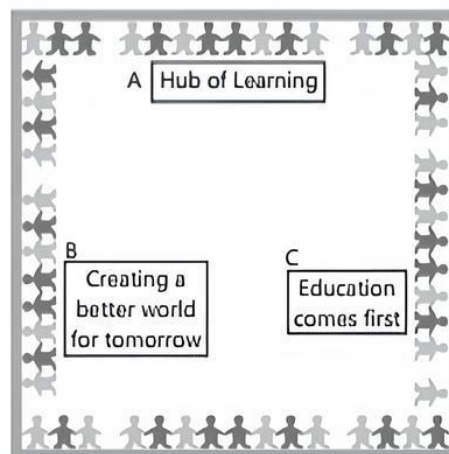 A Hub of Learning
B
Creating a
better world
for tomorrow
C
Education
comes first